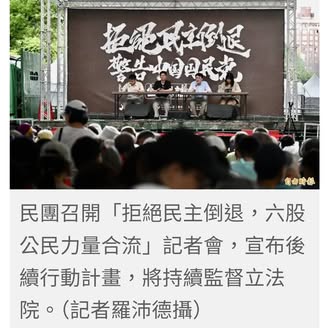 拒絕民主倒退
警告中国国民党
自由時報
民團召開「拒絕民主倒退，六股
公民力量合流」記者會，宣布後
續行動計畫，將持續監督立法
院。（記者羅沛德攝）